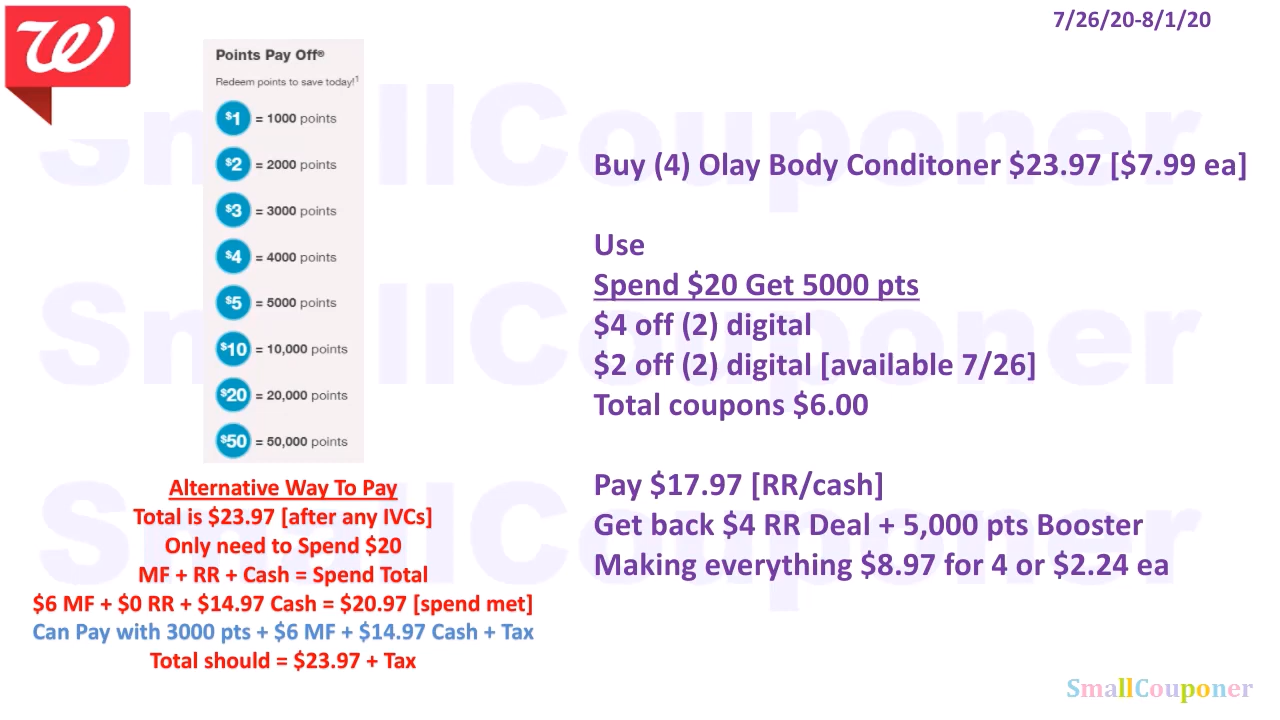 7/26/20-8/1/20
Points Pay Off®
Redeem points to save today!¹
$1 = 1000 points
$2 = 2000 points
$3 = 3000 points
$4 = 4000 points
$5 = 5000 points
$10 = 10,000 points
$20 = 20,000 points
$50 = 50,000 points
Alternative Way To Pay
Total is $23.97 [after any IVCs]
Only need to Spend $20
MF + RR + Cash = Spend Total
$6 MF + $0 RR + $14.97 Cash = $20.97 [spend met]
Can Pay with 3000 pts + $6 MF + $14.97 Cash + Tax
Total should = $23.97 + Tax
Buy (4) Olay Body Conditoner $23.97 [$7.99 ea]
Use
Spend $20 Get 5000 pts
$4 off (2) digital
$2 off (2) digital [available 7/26]
Total coupons $6.00
Pay $17.97 [RR/cash]
Get back $4 RR Deal + 5,000 pts Booster
Making everything $8.97 for 4 or $2.24 ea
SmallCouponer
SmallCouponer
SmallCouponer
SmallCouponer
W